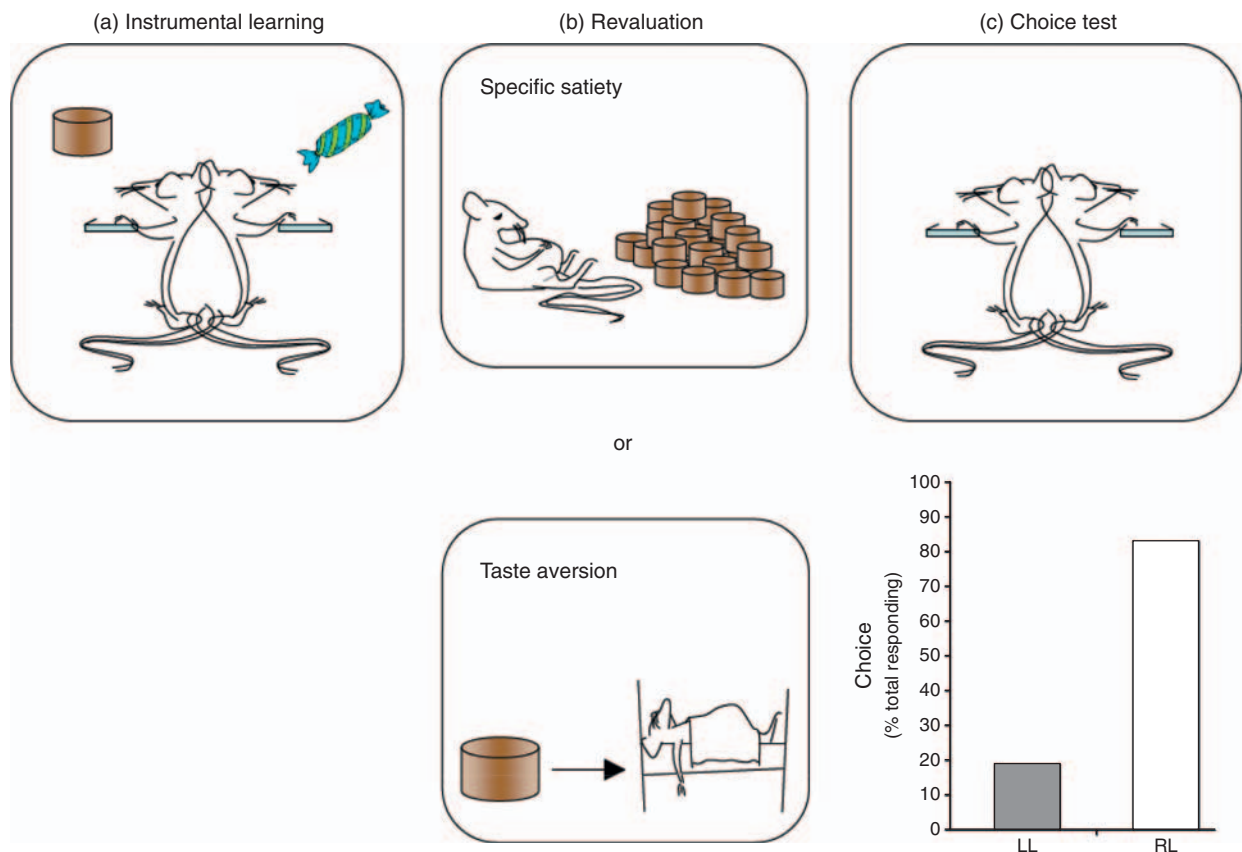 (a) Instrumental learning
(b) Revaluation
(c) Choice test
Specific satiety
or
Taste aversion
Choice
(% total responding)
100
90
80
70
60
50
40
30
20
10
0
LL
RL